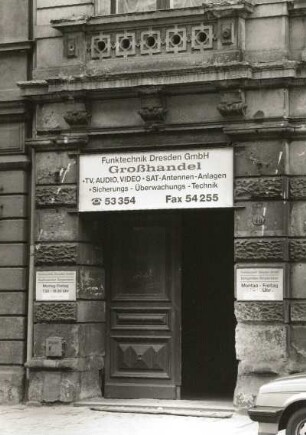 Funktechnik Dresden GmbH
Großhandel
•TV, AUDIO, VIDEO • SAT-Antennen-Anlagen
•Sicherungs - Überwachungs - Technik
☎ 53 354 Fax 54 255
Montag-Freitag
Montag - Freitag
Uhr